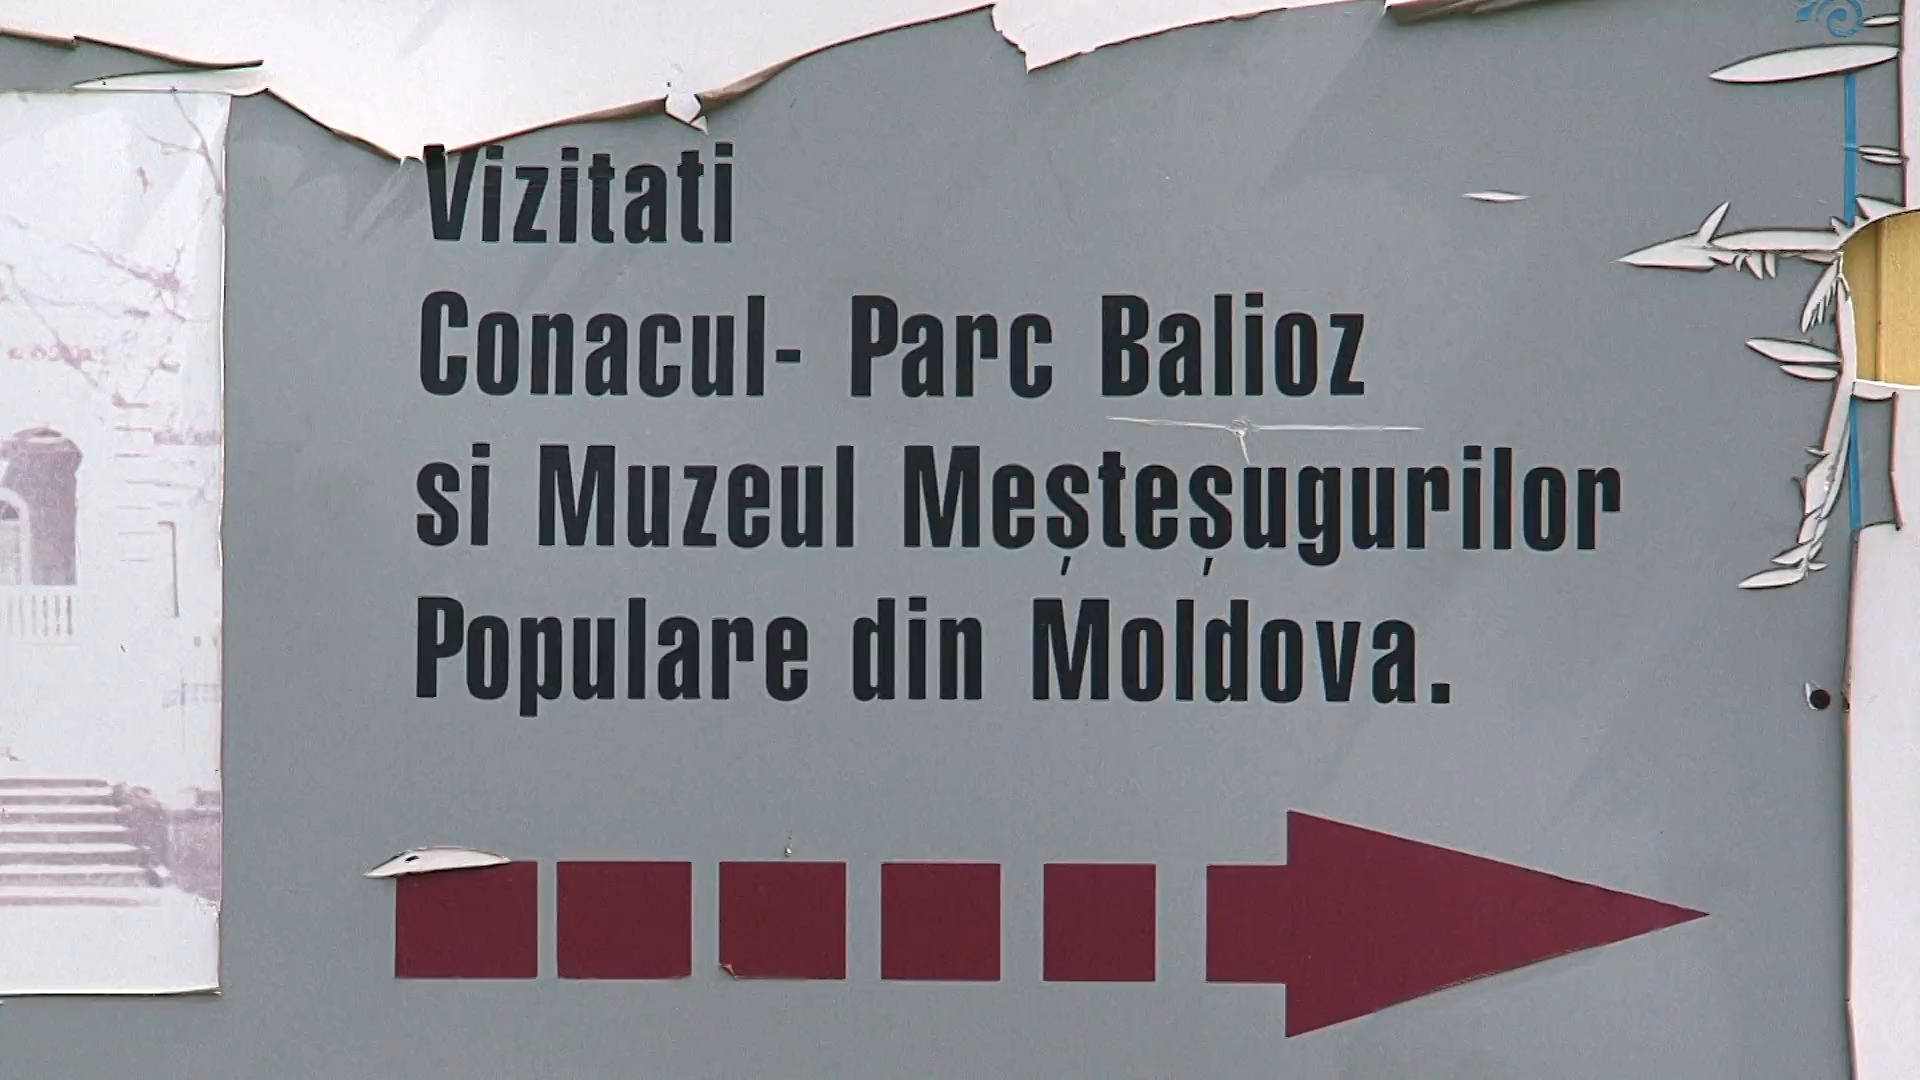 Vizitati
Conacul- Parc Balioz
si Muzeul Meșteșugurilor
Populare din Moldova.